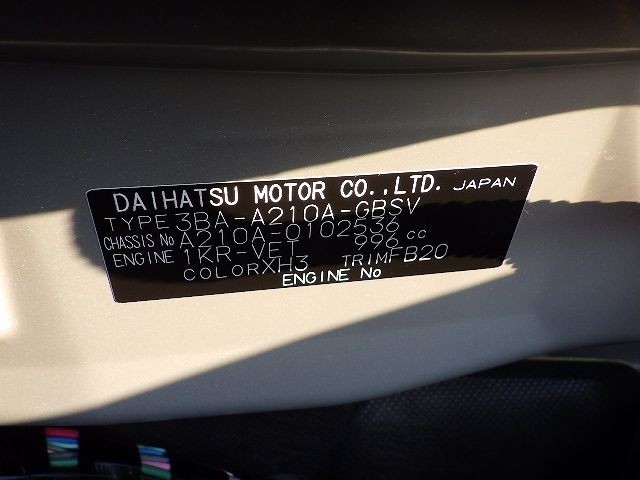 DAIHATSU MOTOR CO.,LTD. JAPAN
TYPE 3BA-A210A-GBSV
CHASSIS No A210A-0102536
ENGINE 1KR-VET 996 cc
COLOR XH3 TRIM FB20
ENGINE No